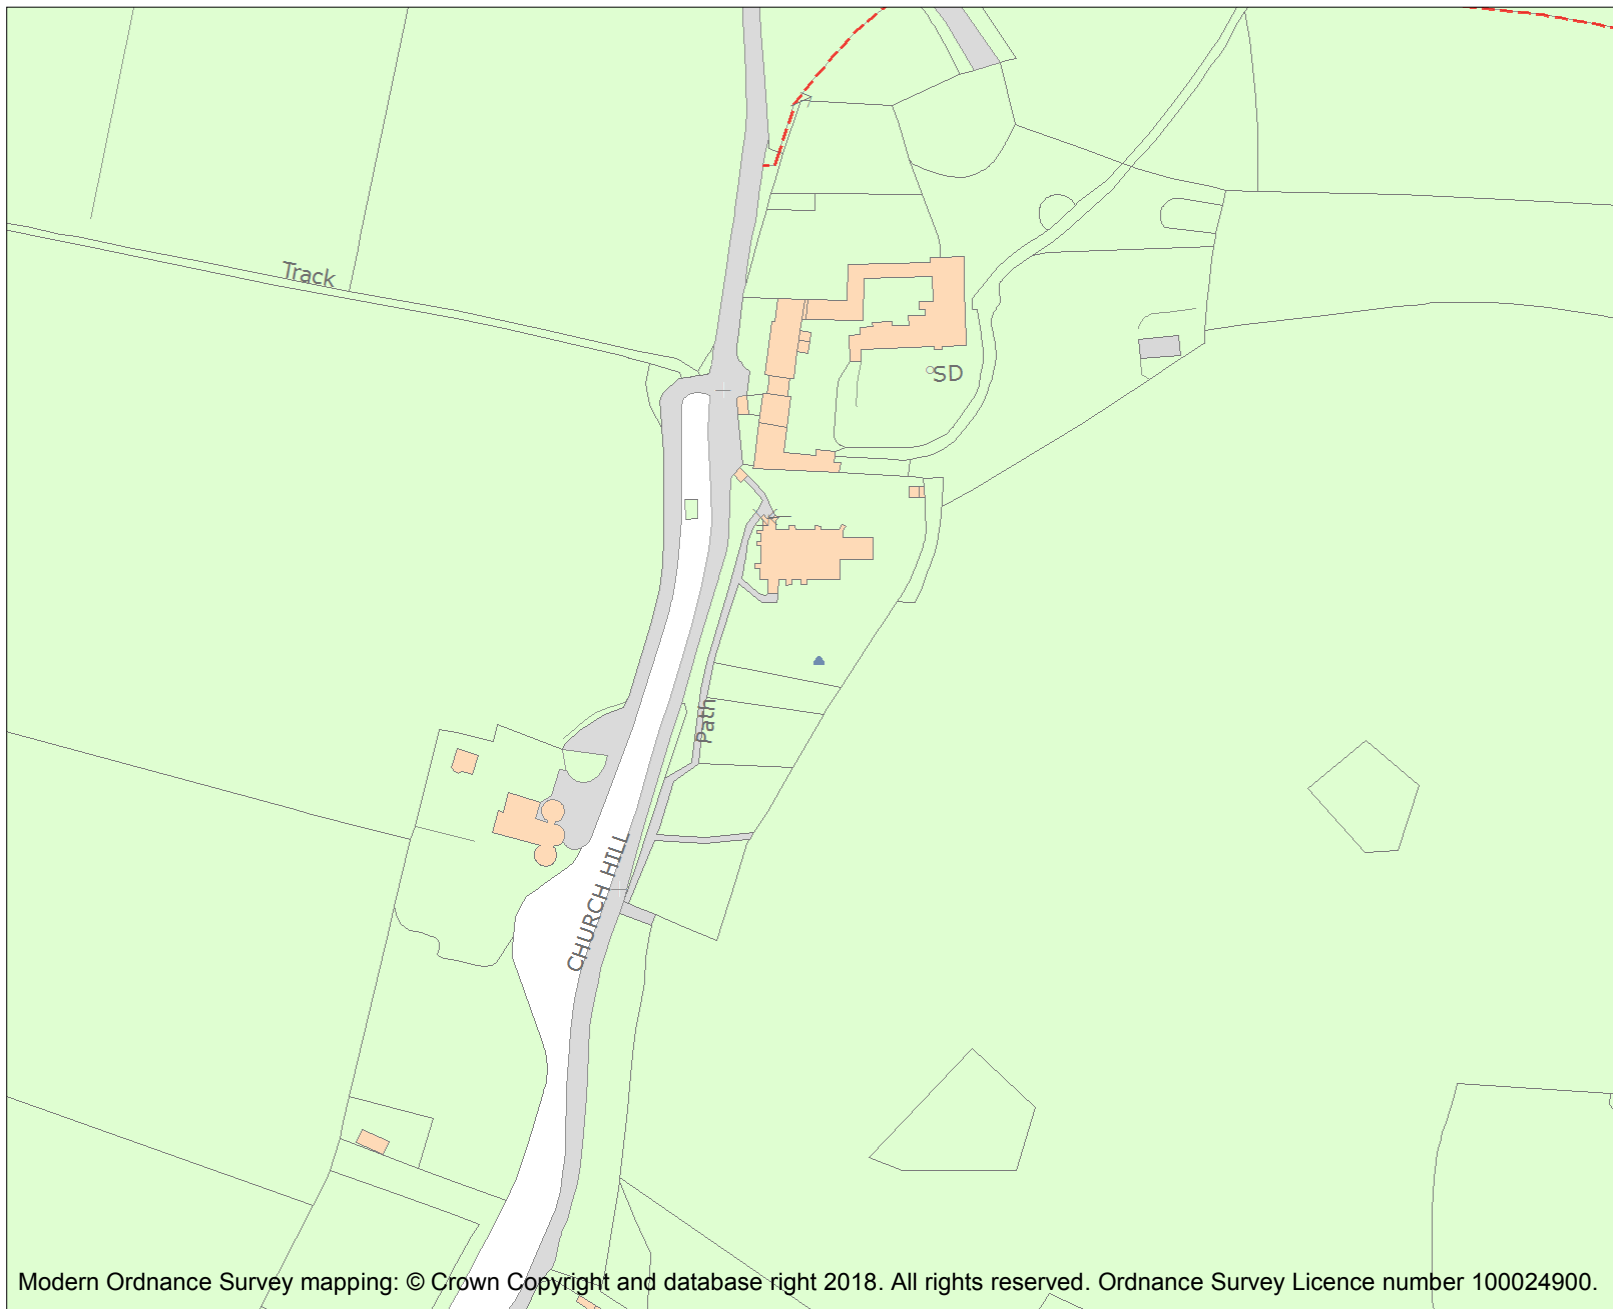 Track
SD
Path
CHURCH HILL
Modern Ordnance Survey mapping: © Crown Copyright and database right 2018. All rights reserved. Ordnance Survey Licence number 100024900.